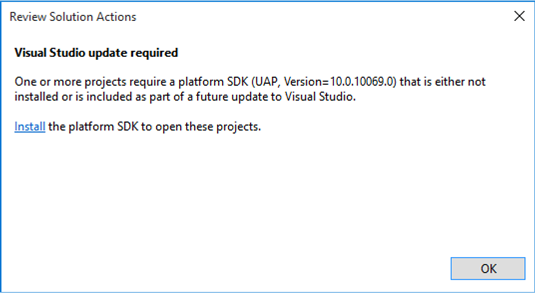 Review Solution Actions
Visual Studio update required
One or more projects require a platform SDK (UAP, Version=10.0.10069.0) that is either not
installed or is included as part of a future update to Visual Studio.
Install the platform SDK to open these projects.
OK